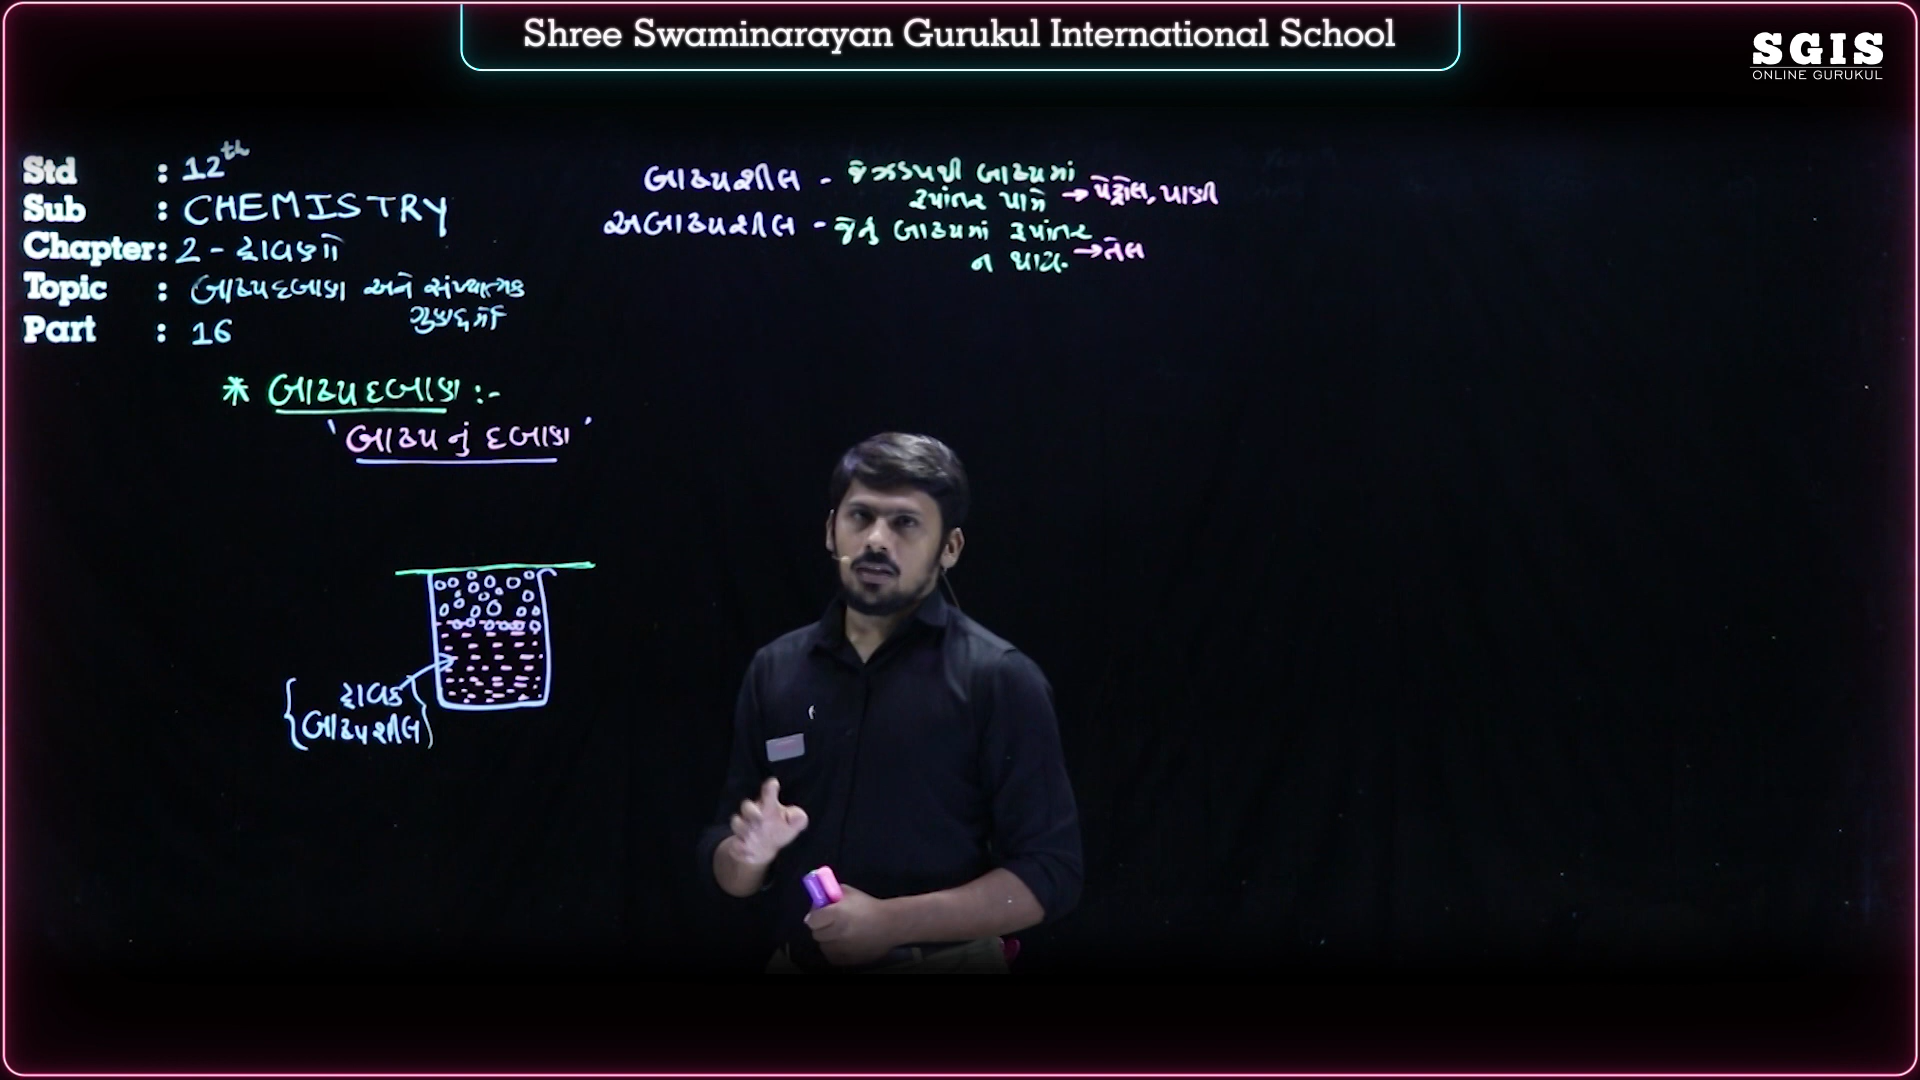 Shree Swaminarayan Gurukul International School
SGIS
ONLINE GURUKUL
Std : 12th
Sub : CHEMISTRY
Chapter: 2 - દ્રાવણો
Topic : બાષ્પદબાણ અને સંખ્યાત્મક
ગુણધર્મો
Part : 16
* બાષ્પદબાણ :-
' બાષ્પ નું દબાણ '
દ્રાવક
બાષ્પશીલ
બાષ્પશીલ - જે ઝડપથી બાષ્પમાં
રૂપાંતર પામે → પેટ્રોલ, પાણી
અબાષ્પશીલ - જેનું બાષ્પમાં રૂપાંતર
ન થાય. → તેલ